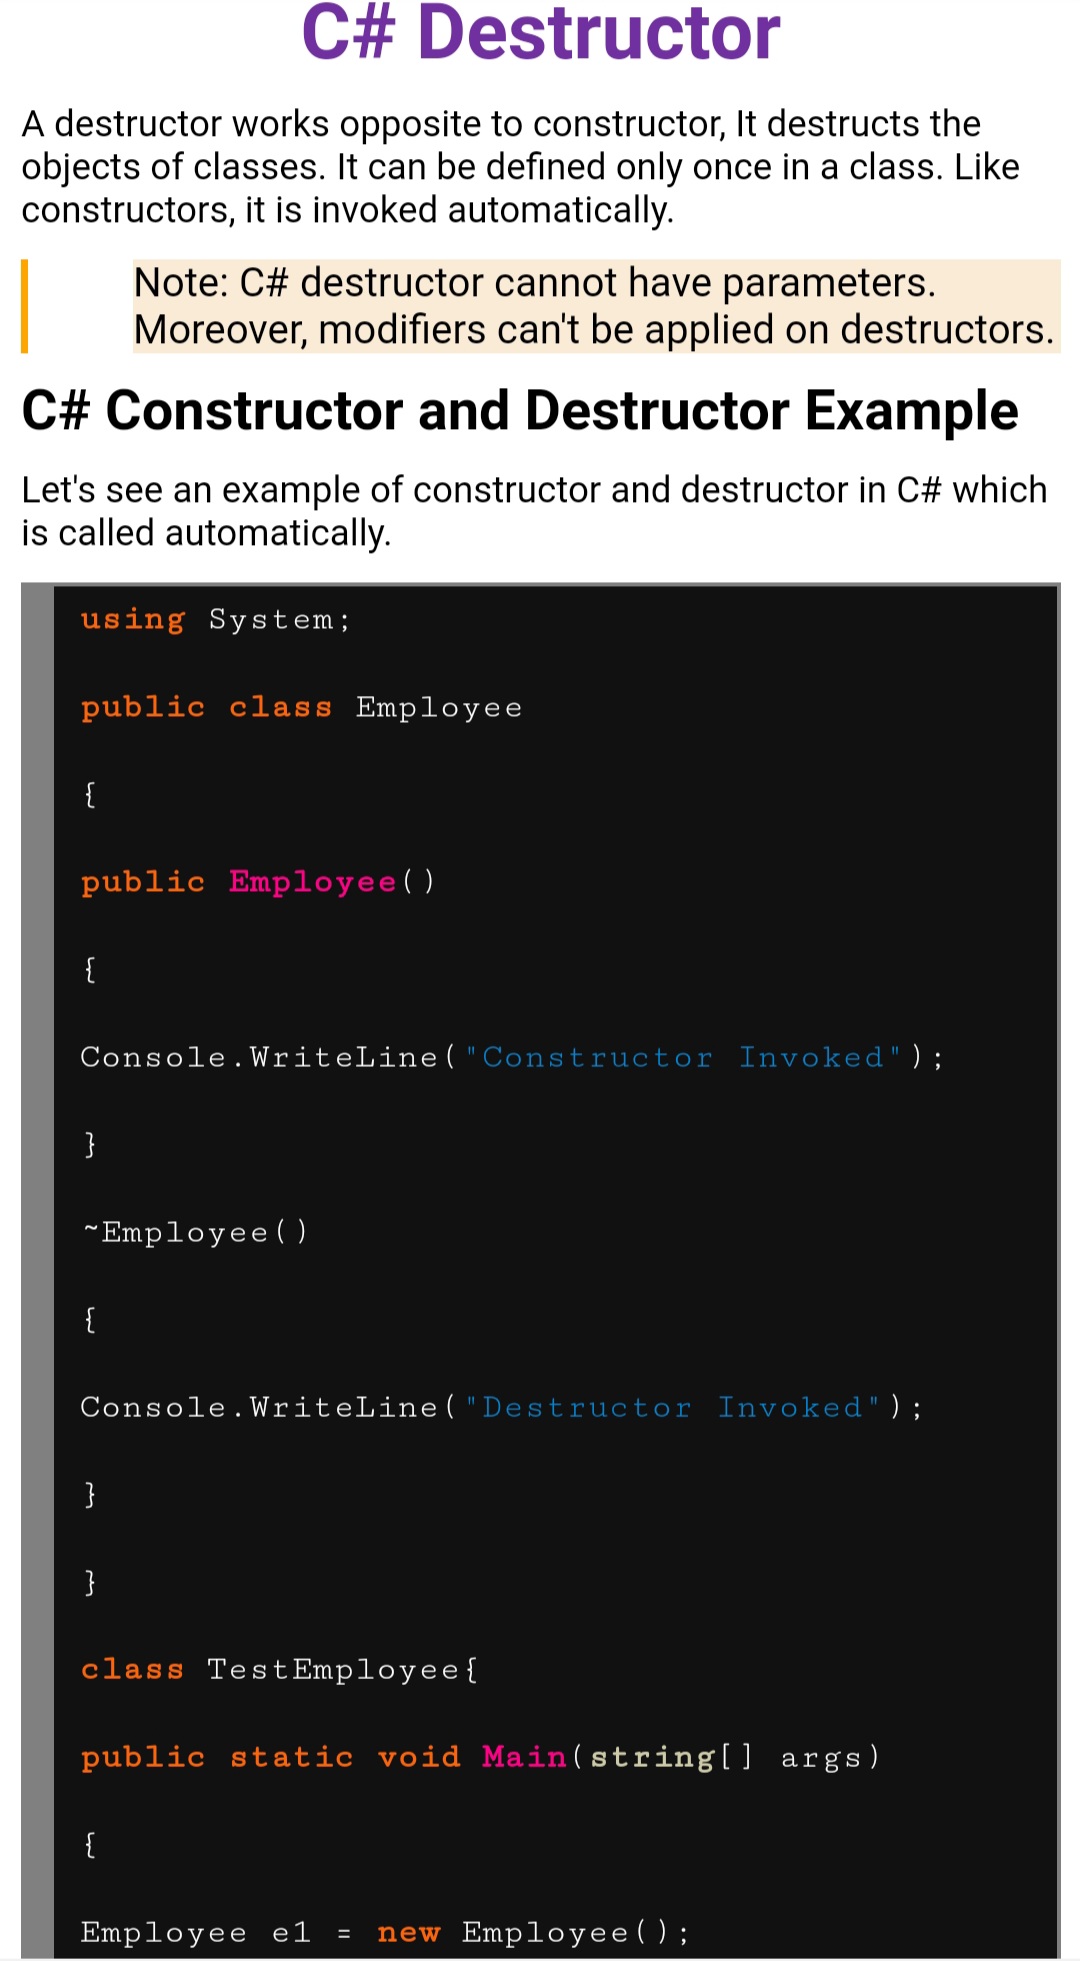 C# Destructor
A destructor works opposite to constructor, It destructs the
objects of classes. It can be defined only once in a class. Like
constructors, it is invoked automatically.
Note: C# destructor cannot have parameters.
Moreover, modifiers can't be applied on destructors.
C# Constructor and Destructor Example
Let's see an example of constructor and destructor in C# which
is called automatically.
using System;
public class Employee
{
public Employee()
{
Console.WriteLine("Constructor Invoked");
}
~Employee()
{
Console.WriteLine("Destructor Invoked");
}
}
class TestEmployee{
public static void Main(string[] args)
{
Employee e1 = new Employee();